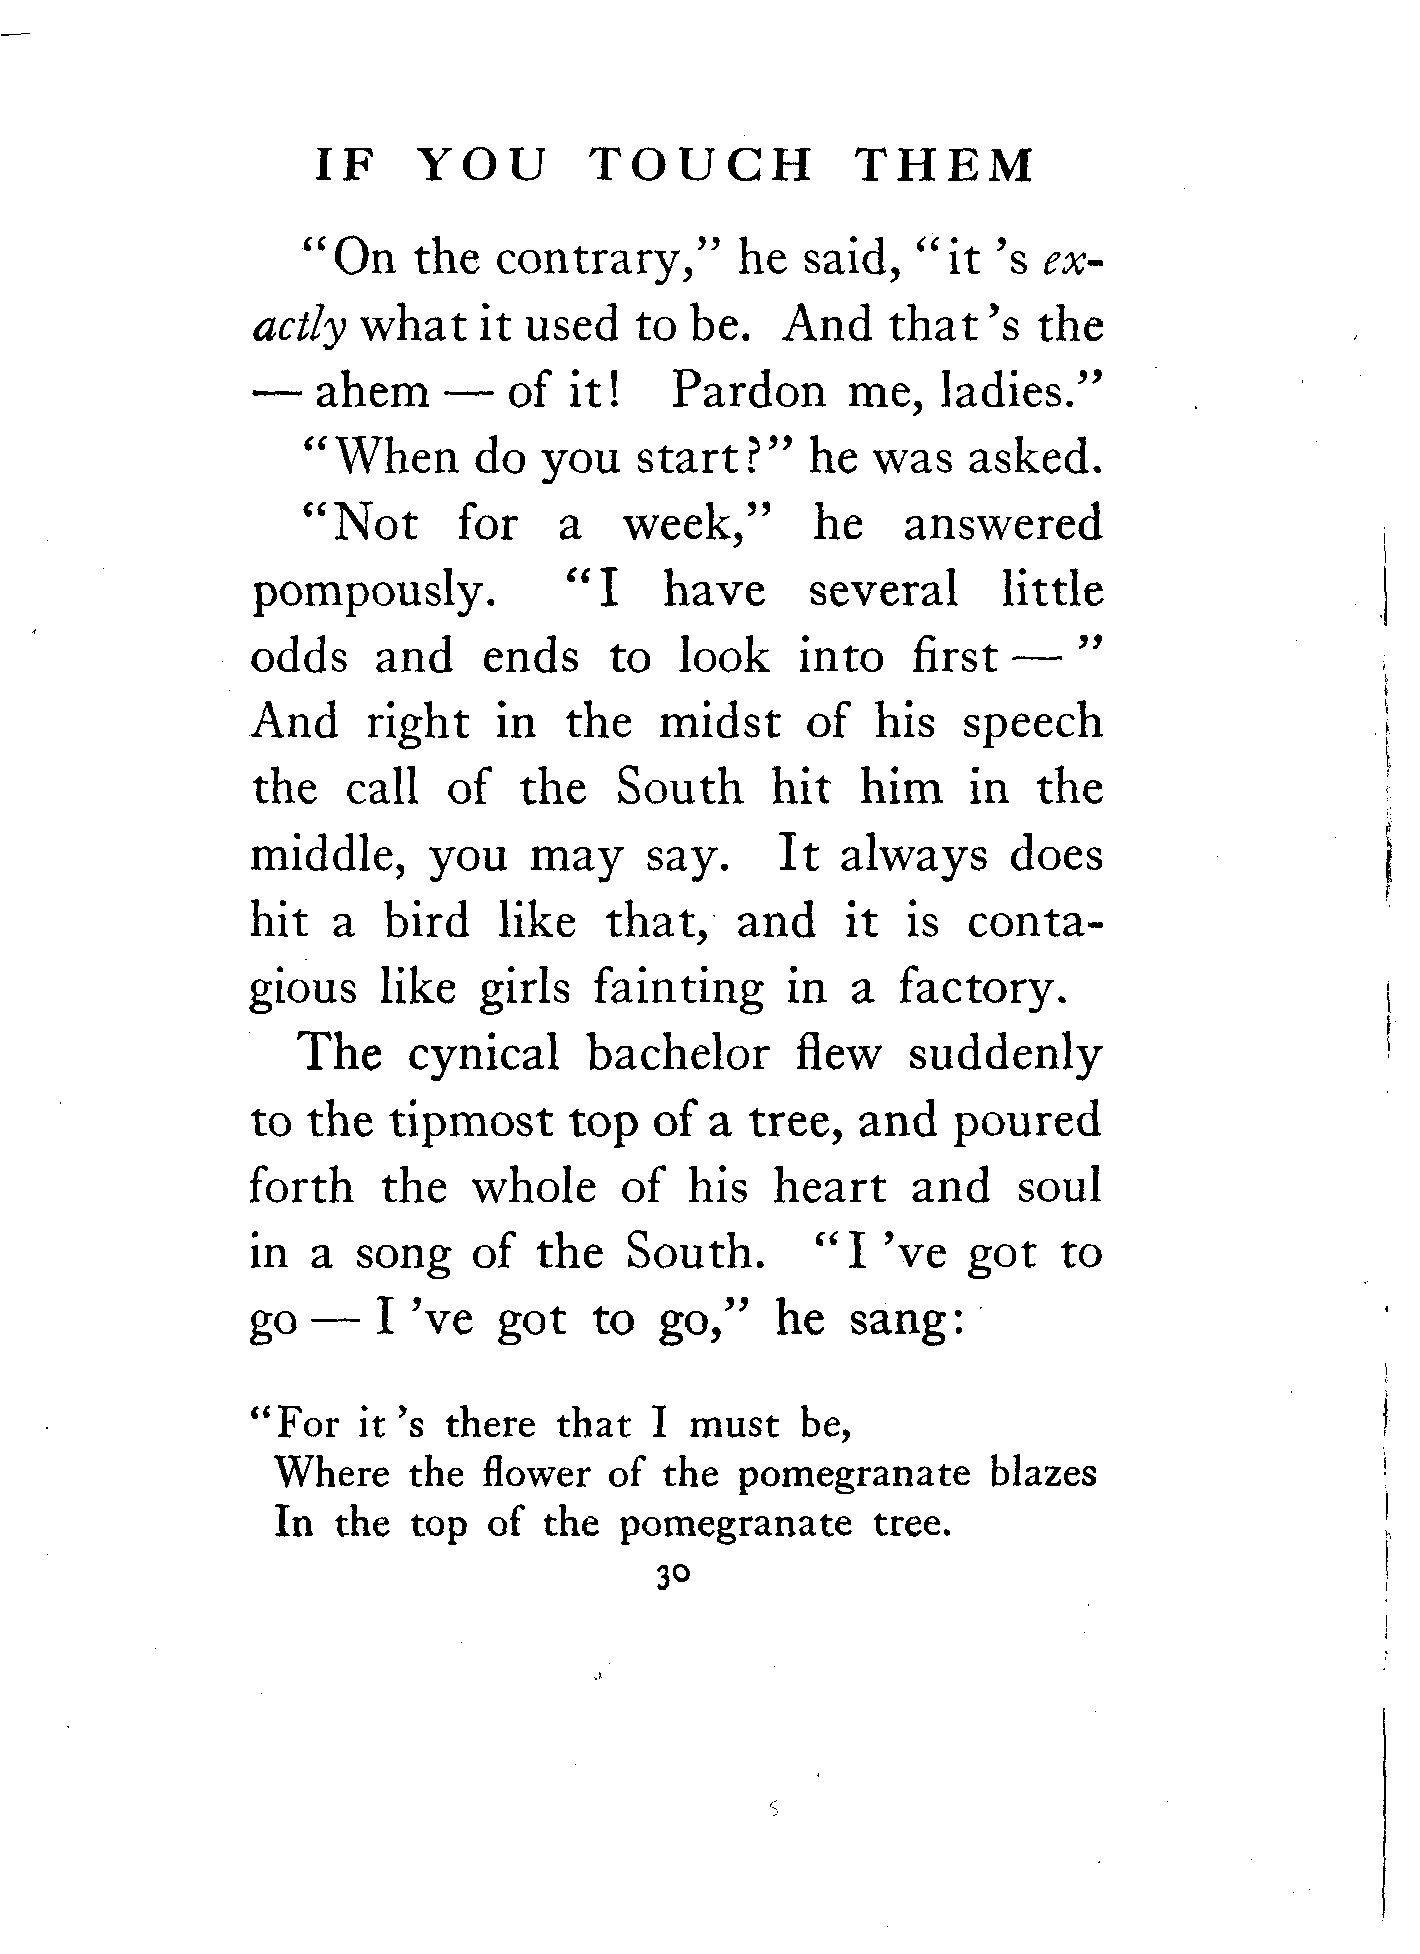 IF YOU TOUCH THEM
“On the contrary,” he said, “it 's ex-
actly what it used to be. And that 's the
— ahem — of it! Pardon me, ladies.”
“When do you start?” he was asked.
“Not for a week,” he answered
pompously. “I have several little
odds and ends to look into first — ”
And right in the midst of his speech
the call of the South hit him in the
middle, you may say. It always does
hit a bird like that, and it is conta-
gious like girls fainting in a factory.
The cynical bachelor flew suddenly
to the tipmost top of a tree, and poured
forth the whole of his heart and soul
in a song of the South. “I 've got to
go — I 've got to go,” he sang:
“For it 's there that I must be,
Where the flower of the pomegranate blazes
In the top of the pomegranate tree.
30